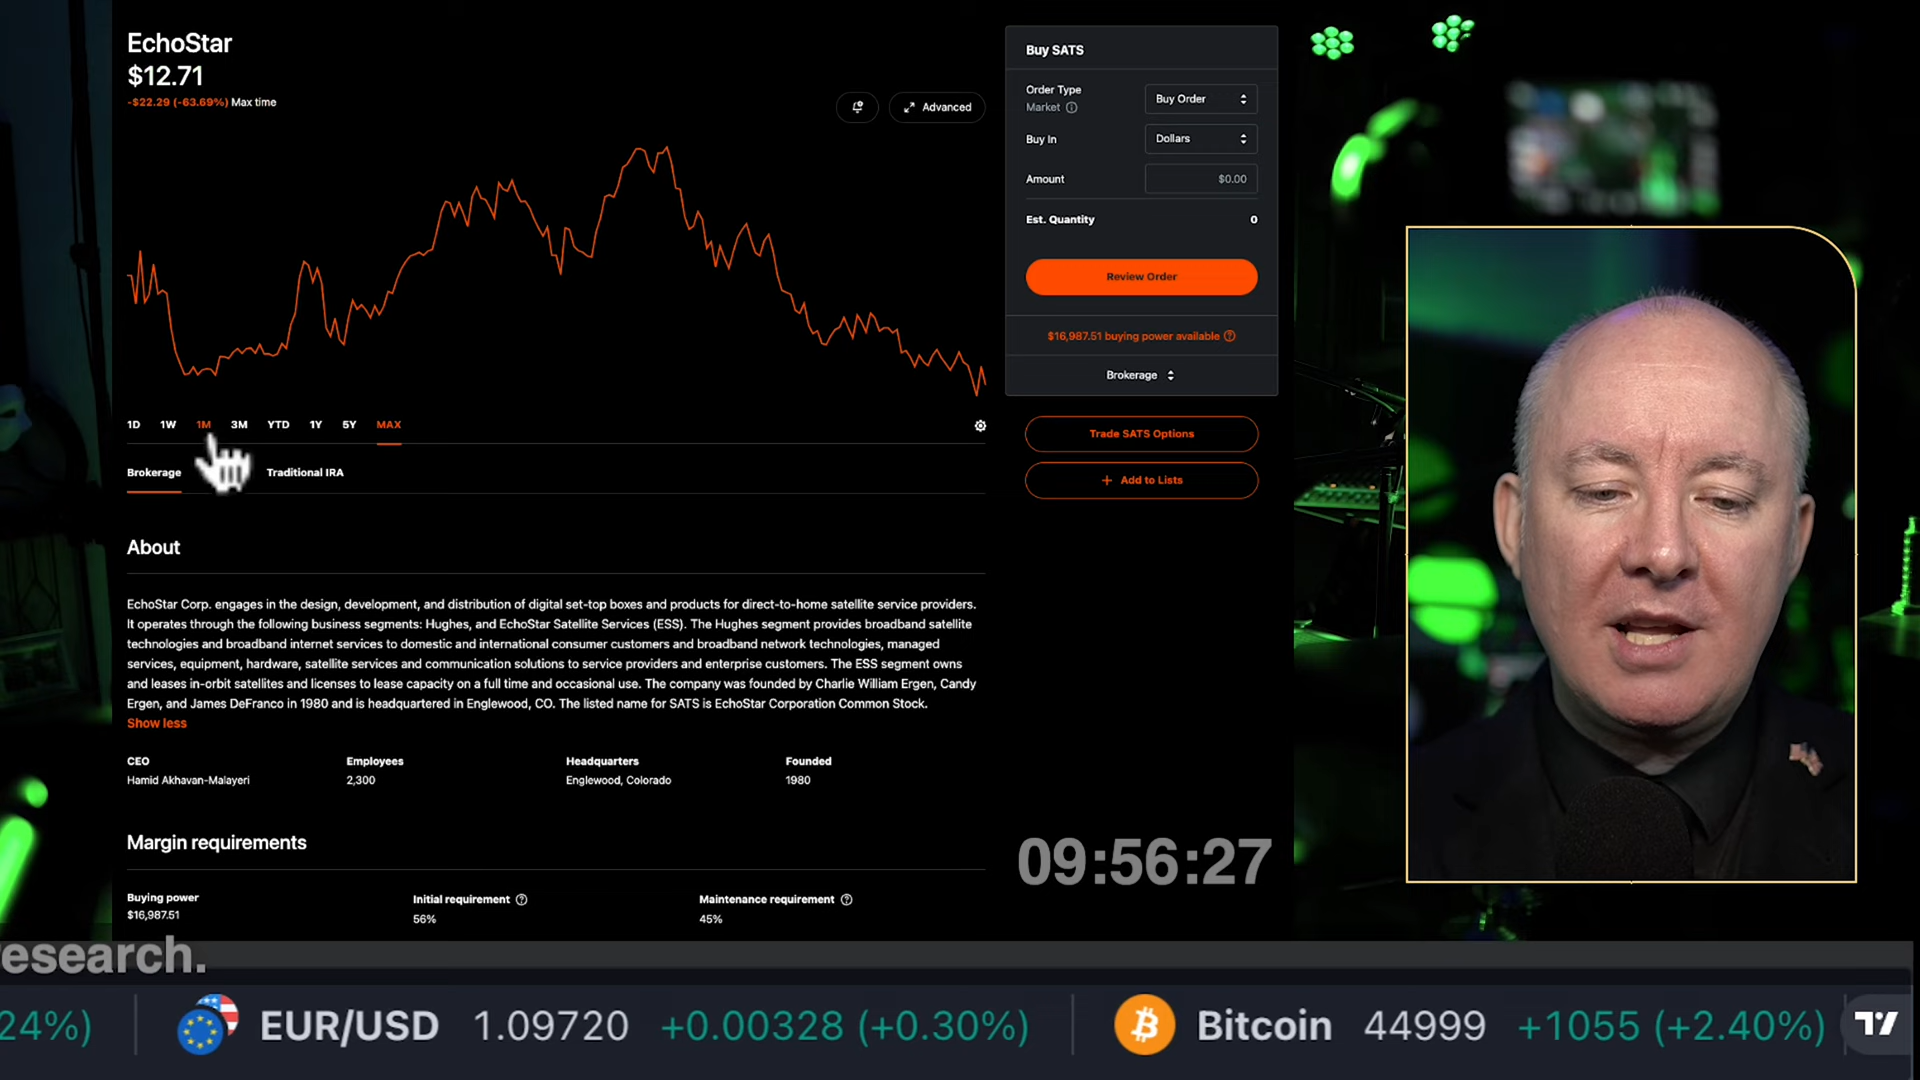 EchoStar
$12.71
-$22.29 (-63.69%) Max time
Advanced
1D 1W 1M 3M YTD 1Y 5Y MAX
Brokerage Traditional IRA
About
EchoStar Corp. engages in the design, development, and distribution of digital set-top boxes and products for direct-to-home satellite service providers.
It operates through the following business segments: Hughes, and EchoStar Satellite Services (ESS). The Hughes segment provides broadband satellite
technologies and broadband internet services to domestic and international consumer customers and broadband network technologies, managed
services, equipment, hardware, satellite services and communication solutions to service providers and enterprise customers. The ESS segment owns
and leases in-orbit satellites and licenses to lease capacity on a full time and occasional use. The company was founded by Charlie William Ergen, Candy
Ergen, and James DeFranco in 1980 and is headquartered in Englewood, CO. The listed name for SATS is EchoStar Corporation Common Stock.
Show less
CEO Employees Headquarters Founded
Hamid Akhavan-Malayeri 2,300 Englewood, Colorado 1980
Margin requirements
Buying power Initial requirement Maintenance requirement
$16,987.51 56% 45%
Buy SATS
Order Type
Market
Buy Order
Buy In Dollars
Amount $0.00
Est. Quantity 0
Review Order
$16,987.51 buying power available
Brokerage
Trade SATS Options
+ Add to Lists
09:56:27
esearch.
24%) EUR/USD 1.09720 +0.00328 (+0.30%) Bitcoin 44999 +1055 (+2.40%)